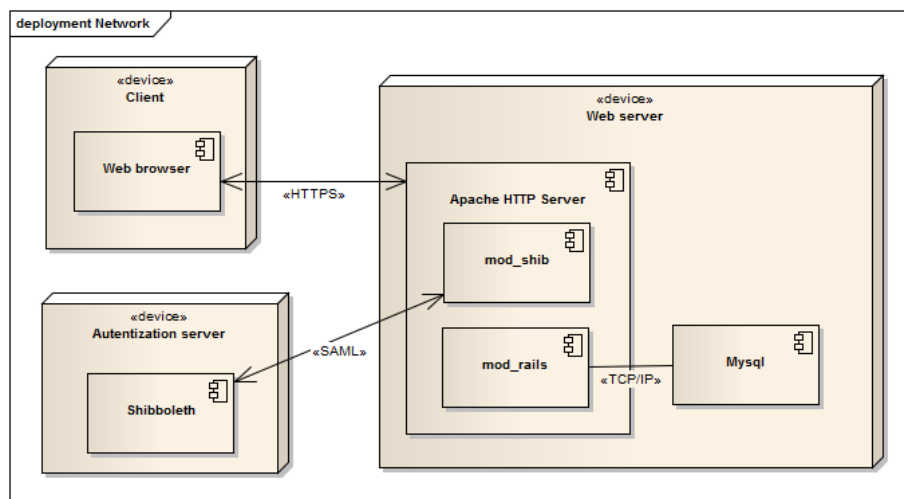 deployment Network
«device»
Client
Web browser
«HTTPS»
«device»
Web server
Apache HTTP Server
mod_shib
«device»
Autentization server
«SAML»
Shibboleth
mod_rails
«TCP/IP»
Mysql